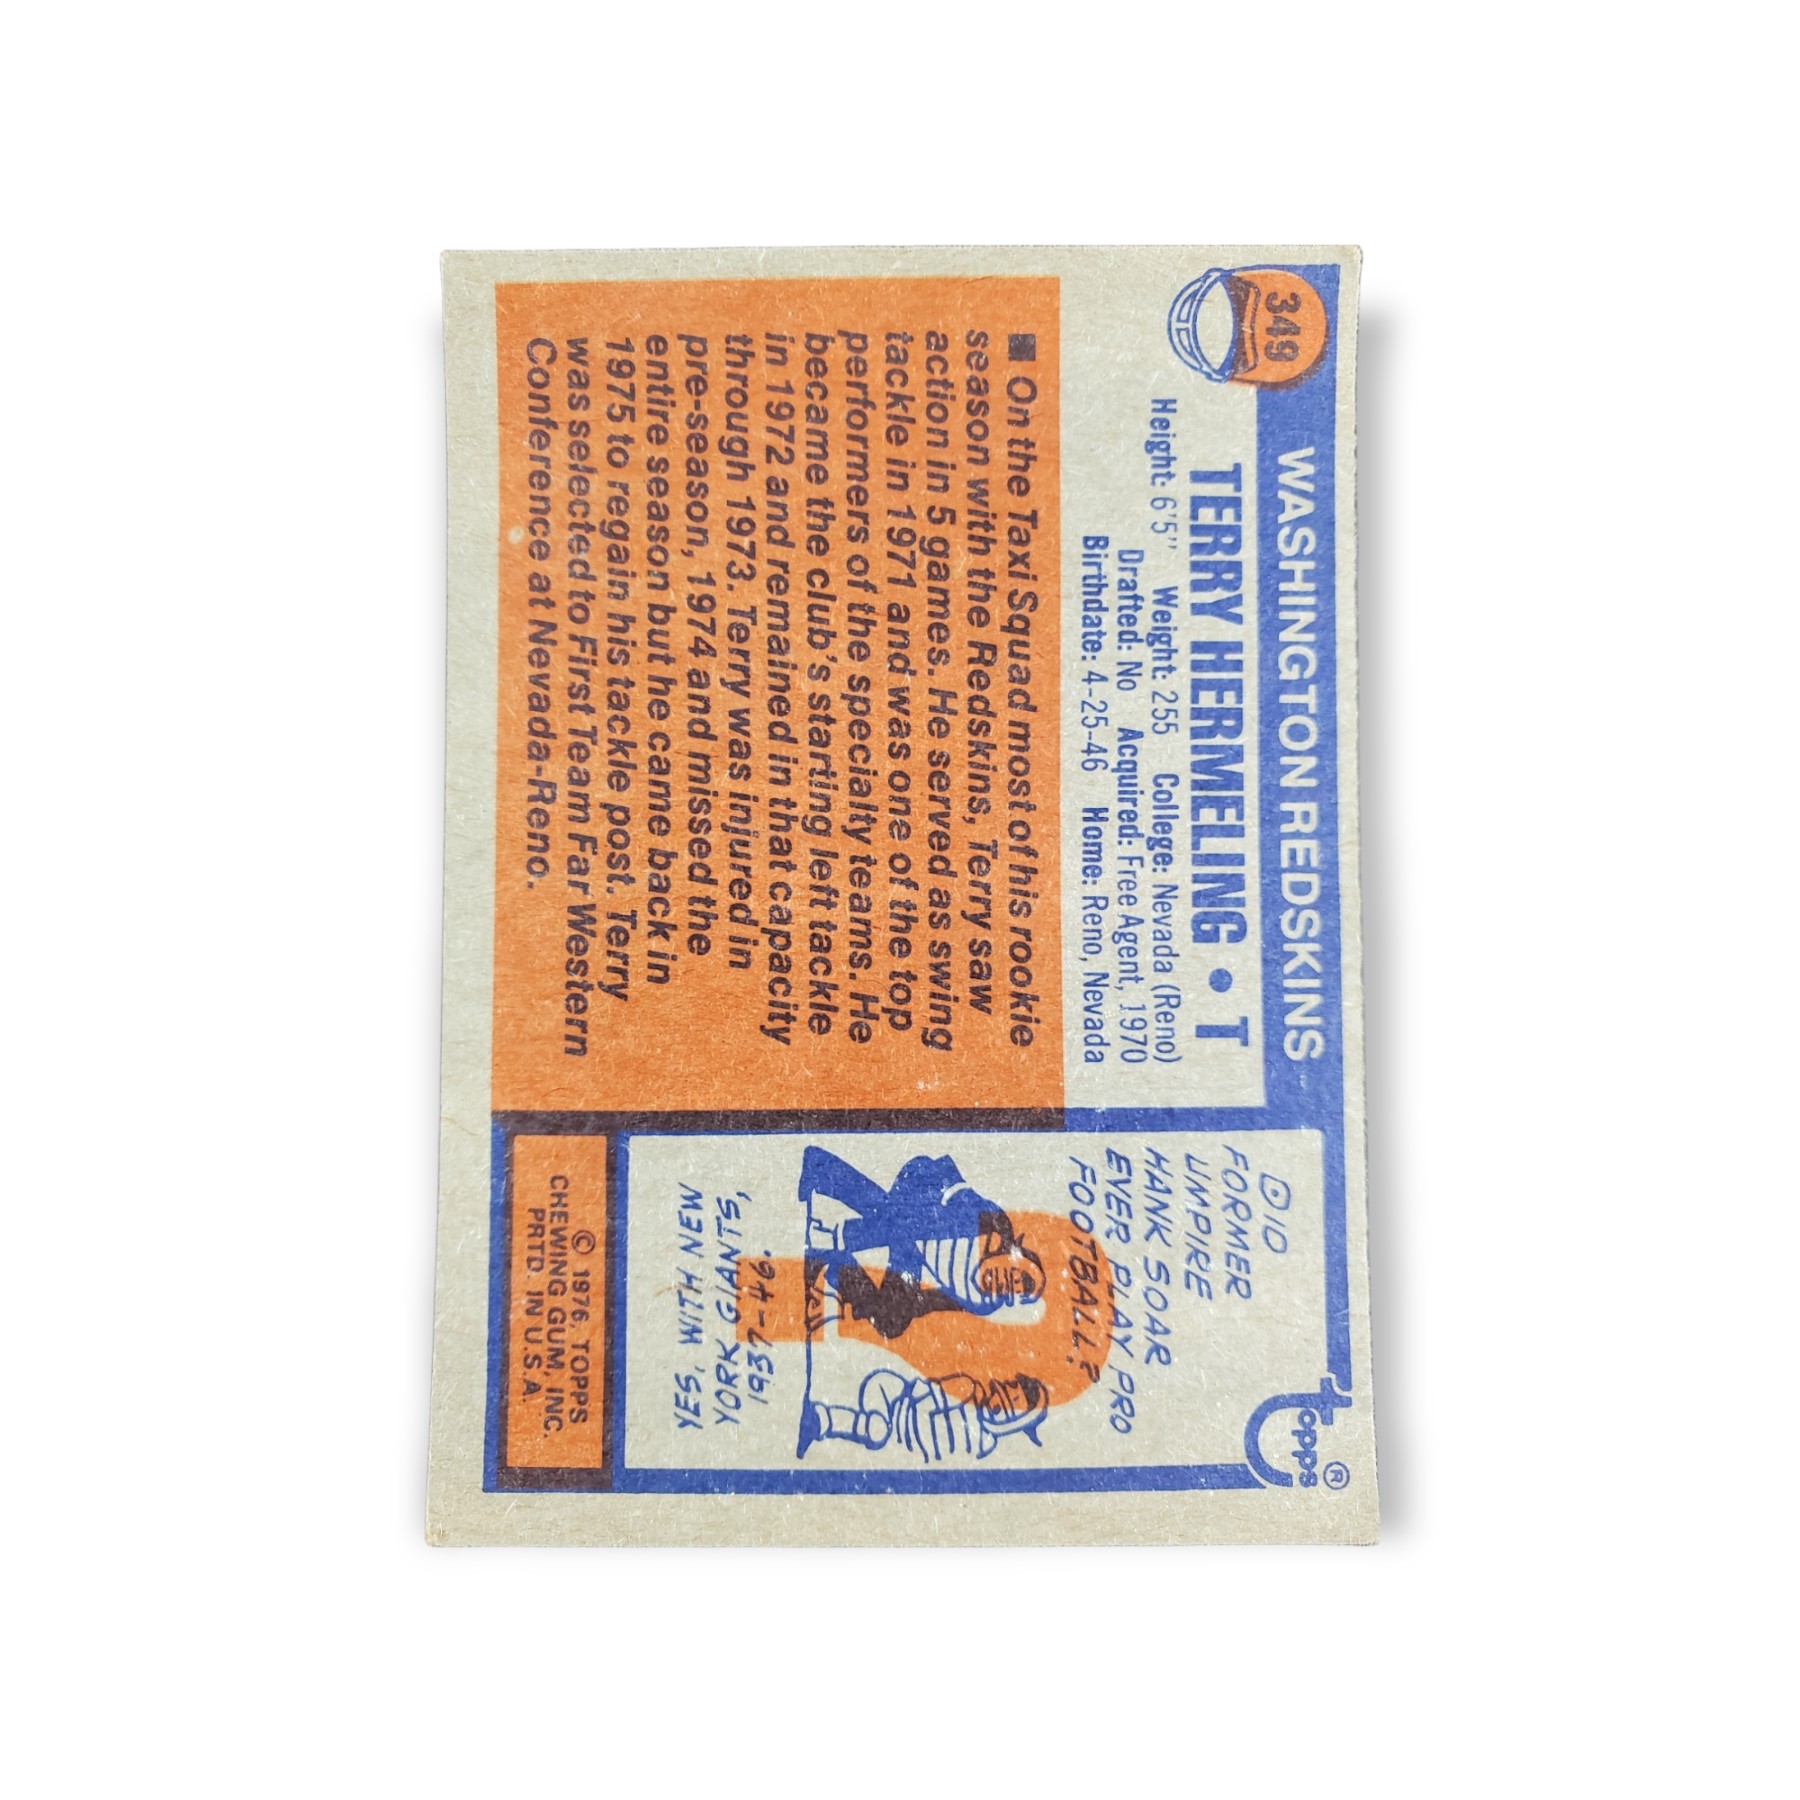 349
WASHINGTON REDSKINS
TERRY HERMELING • T
Height: 6'5" Weight: 255 College: Nevada (Reno)
Drafted: No Acquired: Free Agent, 1970
Birthdate: 4-25-46 Home: Reno, Nevada
■ On the Taxi Squad most of his rookie
season with the Redskins, Terry saw
action in 5 games. He served as swing
tackle in 1971 and was one of the top
performers of the specialty teams. He
became the club's starting left tackle
in 1972 and remained in that capacity
through 1973. Terry was injured in
pre-season, 1974 and missed the
entire season but he came back in
1975 to regain his tackle post. Terry
was selected to First Team Far Western
Conference at Nevada-Reno.
topps®
DID
FORMER
UMPIRE
HANK SOAR
EVER PLAY PRO
FOOTBALL?
YES, WITH NEW
YORK GIANTS,
1937-46.
© 1976, TOPPS
CHEWING GUM, INC.
PRTD. IN U.S.A.